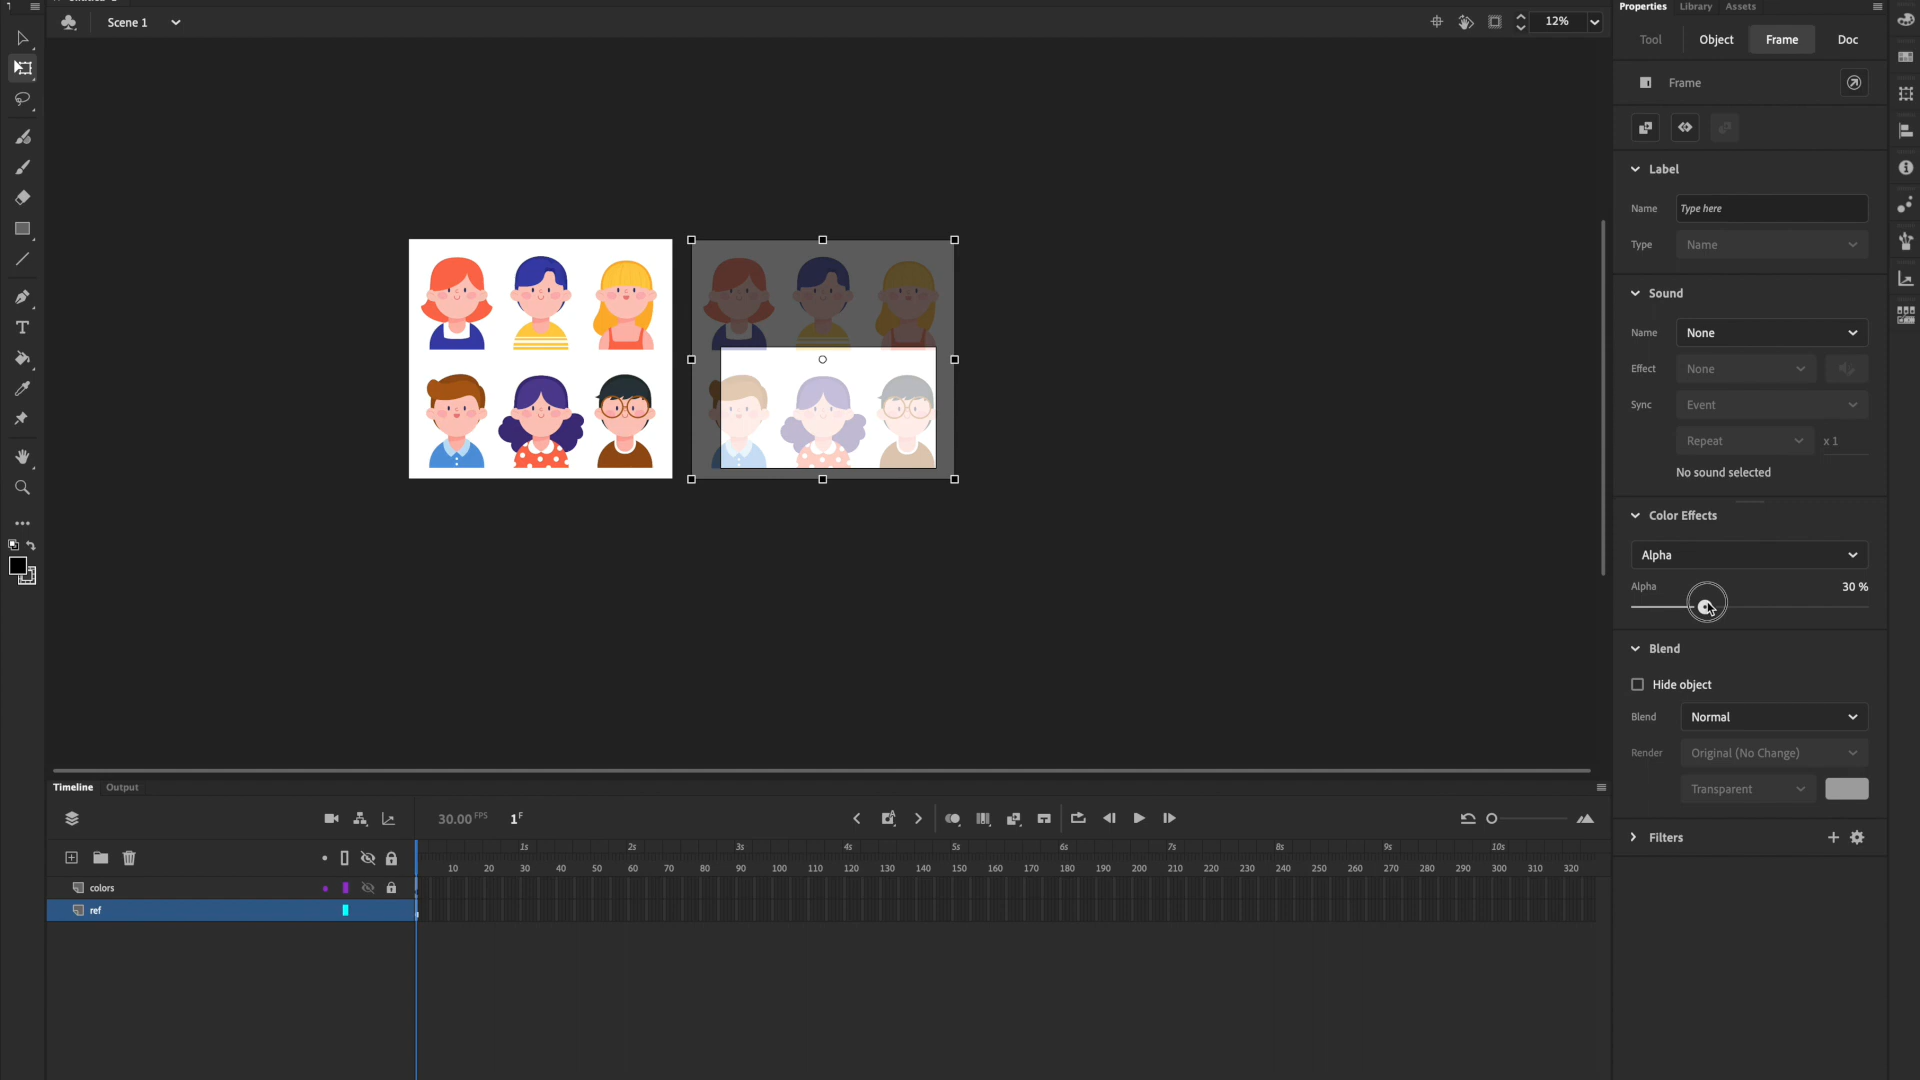 Scene 1
12%
Properties Library Assets
Tool Object Frame Doc
Frame
Label
Name Type here
Type Name
Sound
Name None
Effect None
Sync Event
Repeat x 1
No sound selected
Color Effects
Alpha
Alpha 30 %
Blend
Hide object
Blend Normal
Render Original (No Change)
Transparent
Filters
Timeline Output
30.00 FPS 1 F
1s 2s 3s 4s 5s 6s 7s 8s 9s 10s
10 20 30 40 50 60 70 80 90 100 110 120 130 140 150 160 170 180 190 200 210 220 230 240 250 260 270 280 290 300 310 320
colors
ref